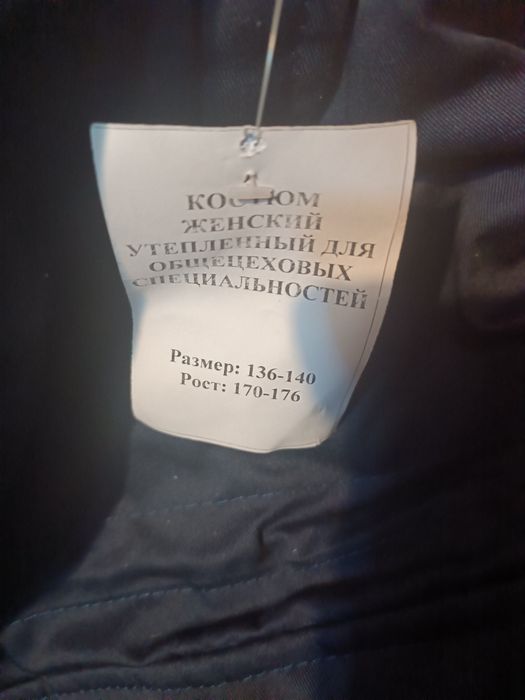 КОСТЮМ
ЖЕНСКИЙ
УТЕПЛЕННЫЙ ДЛЯ
ОБЩЕЦЕХОВЫХ
СПЕЦИАЛЬНОСТЕЙ
Размер: 136-140
Рост: 170-176